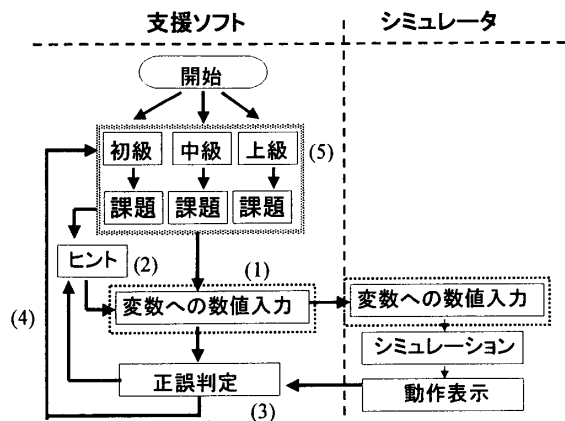 支援ソフト シミュレータ
開始
初級 中級 上級 (5)
課題 課題 課題
ヒント (2) (1)
変数への数値入力 変数への数値入力
(4)
シミュレーション
正誤判定 動作表示
(3)